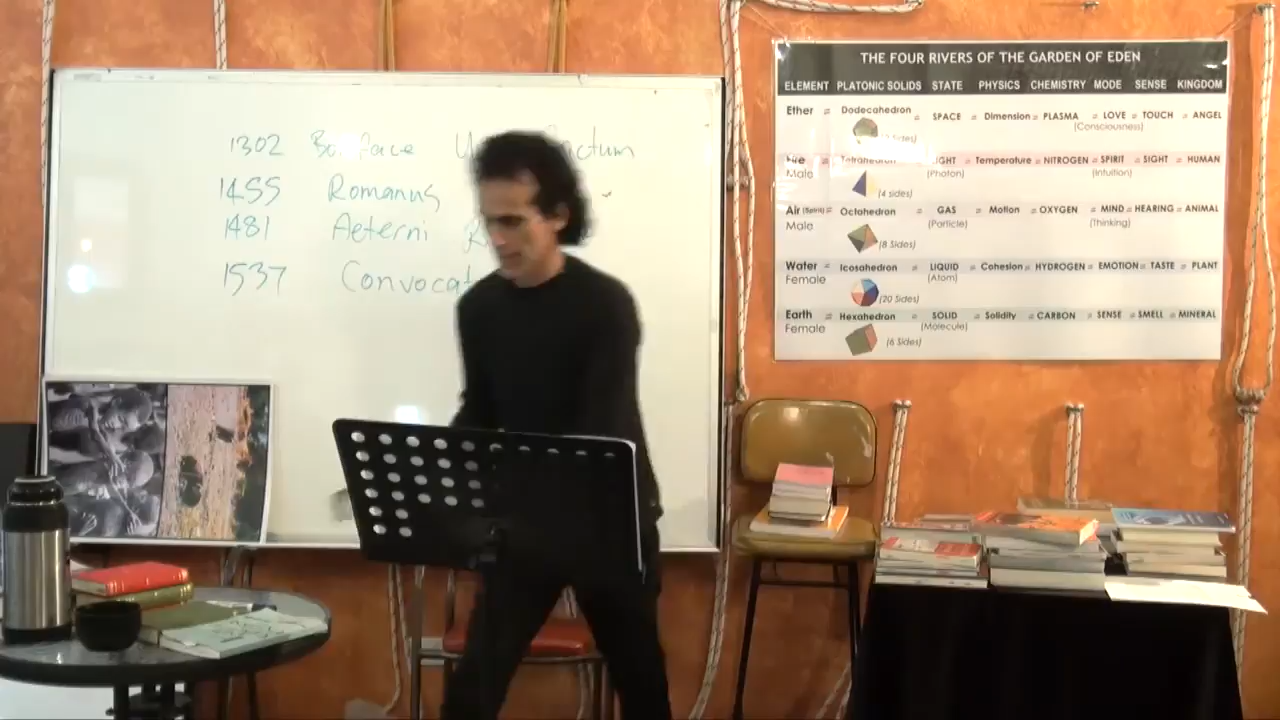 1302 Boniface U ctum
1455 Romanus
1481 Aeterni R
1537 Convocat
THE FOUR RIVERS OF THE GARDEN OF EDEN
ELEMENT PLATONIC SOLIDS STATE PHYSICS CHEMISTRY MODE SENSE KINGDOM
Ether = Dodecahedron = SPACE = Dimension = PLASMA = LOVE = TOUCH = ANGEL
(Consciousness)
Fire = Tetrahedron = LIGHT = Temperature = NITROGEN = SPIRIT = SIGHT = HUMAN
Male (Photon) (Intuition)
(4 sides)
Air (Spirit) = Octahedron = GAS = Motion = OXYGEN = MIND = HEARING = ANIMAL
Male (Particle) (Thinking)
(8 Sides)
Water = Icosahedron = LIQUID = Cohesion = HYDROGEN = EMOTION = TASTE = PLANT
Female (Atom)
(20 Sides)
Earth = Hexahedron = SOLID = Solidity = CARBON = SENSE = SMELL = MINERAL
Female (Molecule)
(6 Sides)